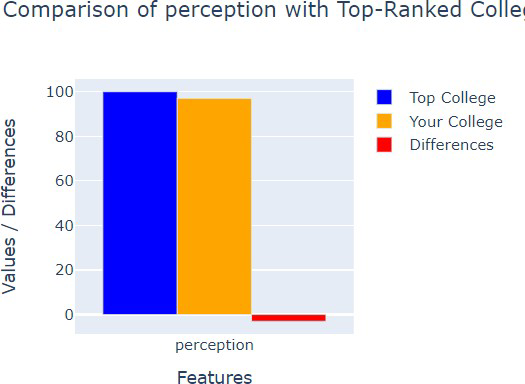 Comparison of perception with Top-Ranked Colleg
100
80
60
40
20
0
Values / Differences
perception
Features
Top College
Your College
Differences